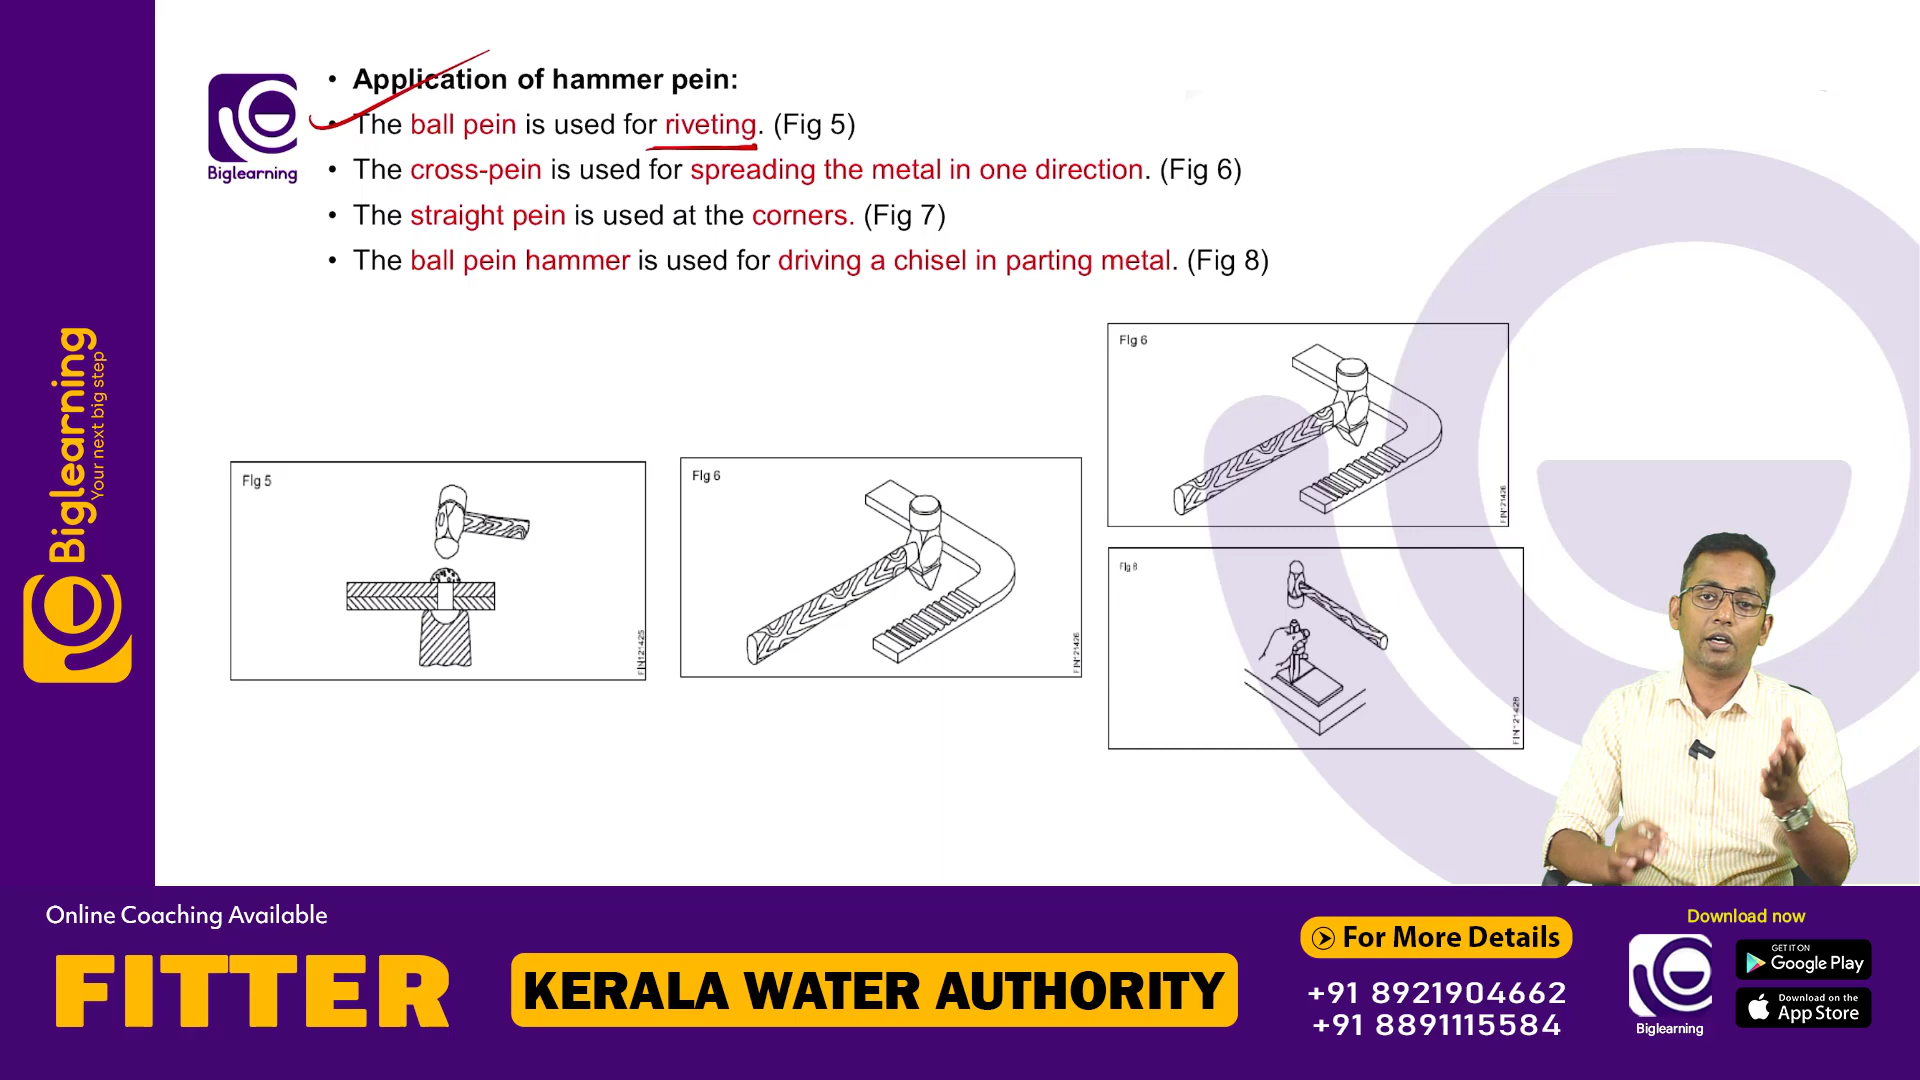 Application of hammer pein:
The ball pein is used for riveting. (Fig 5)
The cross-pein is used for spreading the metal in one direction. (Fig 6)
The straight pein is used at the corners. (Fig 7)
The ball pein hammer is used for driving a chisel in parting metal. (Fig 8)
Biglearning
Biglearning
Your next big step
FIg 5
FIN121425
FIg 6
FIN121426
FIg 6
FIN121426
FIg 8
FIN121428
Online Coaching Available
FITTER
KERALA WATER AUTHORITY
For More Details
+91 8921904662
+91 8891115584
Download now
Biglearning
GET IT ON
Google Play
Download on the
App Store